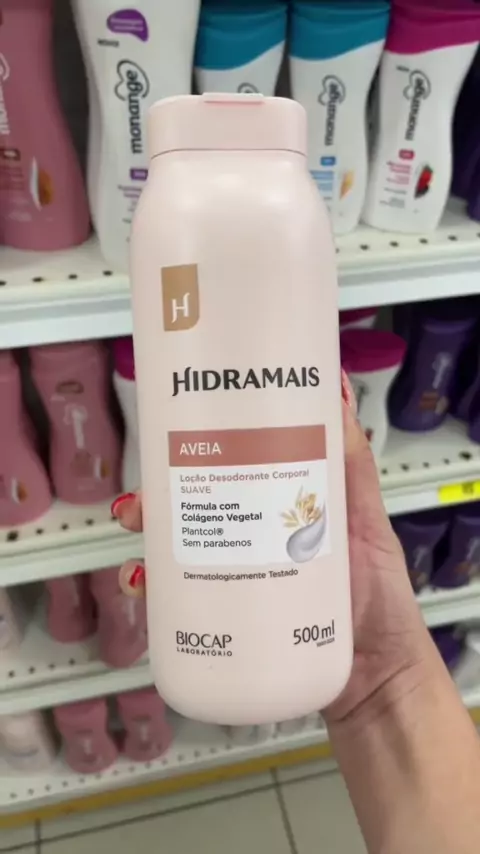 monange
monange
monange
H
HIDRAMAIS
AVEIA
Loção Desodorante Corporal
SUAVE
Fórmula com
Colágeno Vegetal
Plantcol®
Sem parabenos
Dermatologicamente Testado
BIOCAP
LABORATÓRIO
500ml